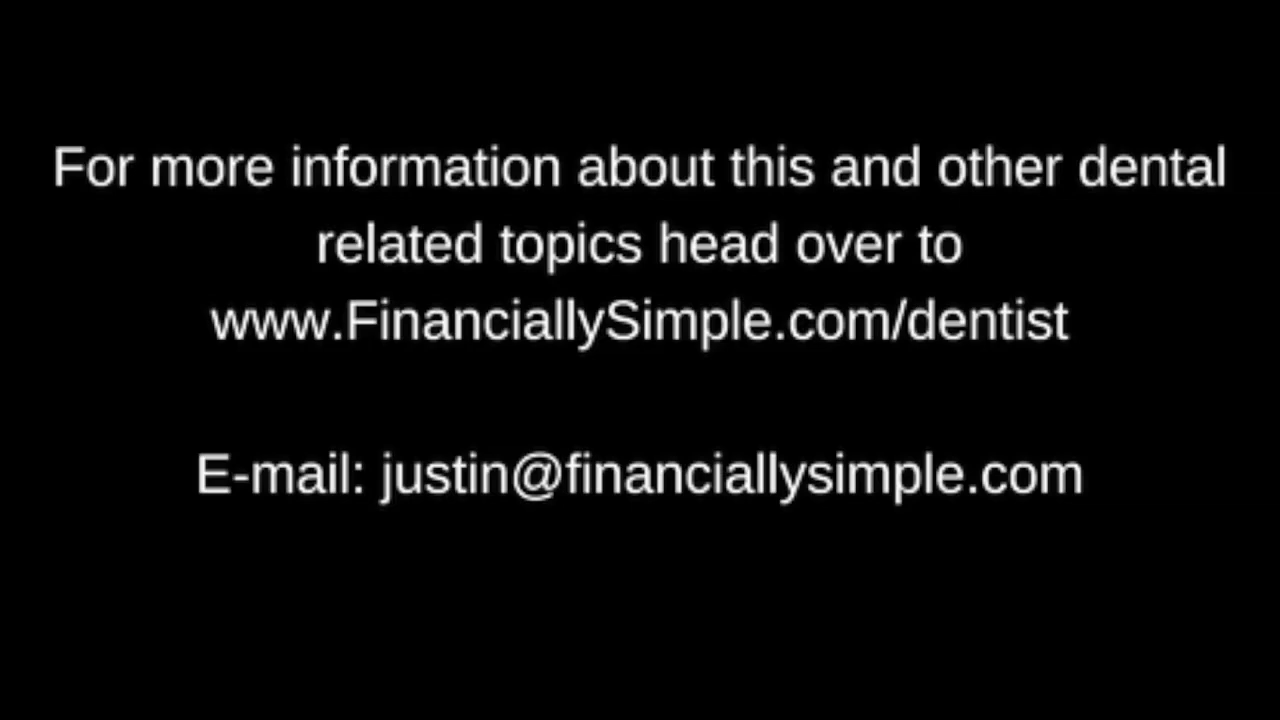 For more information about this and other dental
related topics head over to
www.FinanciallySimple.com/dentist
E-mail: justin@financiallysimple.com